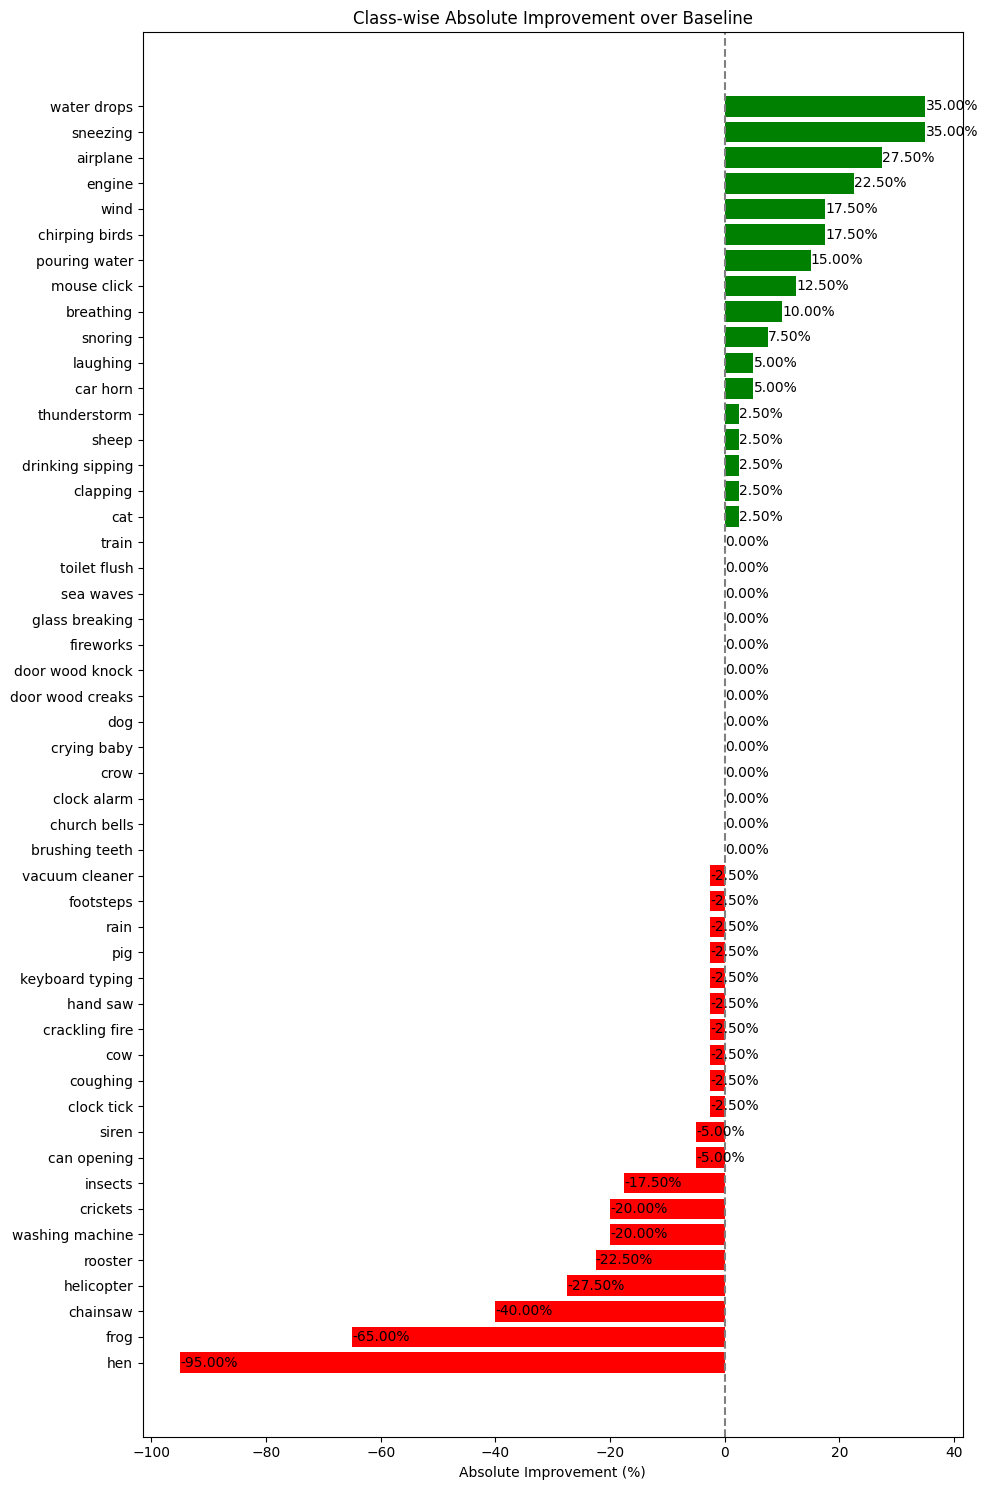 Class-wise Absolute Improvement over Baseline
water drops 35.00%
sneezing 35.00%
airplane 27.50%
engine 22.50%
wind 17.50%
chirping birds 17.50%
pouring water 15.00%
mouse click 12.50%
breathing 10.00%
snoring 7.50%
laughing 5.00%
car horn 5.00%
thunderstorm 2.50%
sheep 2.50%
drinking sipping 2.50%
clapping 2.50%
cat 2.50%
train 0.00%
toilet flush 0.00%
sea waves 0.00%
glass breaking 0.00%
fireworks 0.00%
door wood knock 0.00%
door wood creaks 0.00%
dog 0.00%
crying baby 0.00%
crow 0.00%
clock alarm 0.00%
church bells 0.00%
brushing teeth 0.00%
vacuum cleaner -2.50%
footsteps -2.50%
rain -2.50%
pig -2.50%
keyboard typing -2.50%
hand saw -2.50%
crackling fire -2.50%
cow -2.50%
coughing -2.50%
clock tick -2.50%
siren -5.00%
can opening -5.00%
insects -17.50%
crickets -20.00%
washing machine -20.00%
rooster -22.50%
helicopter -27.50%
chainsaw -40.00%
frog -65.00%
hen -95.00%
−100 −80 −60 −40 −20 0 20 40
Absolute Improvement (%)